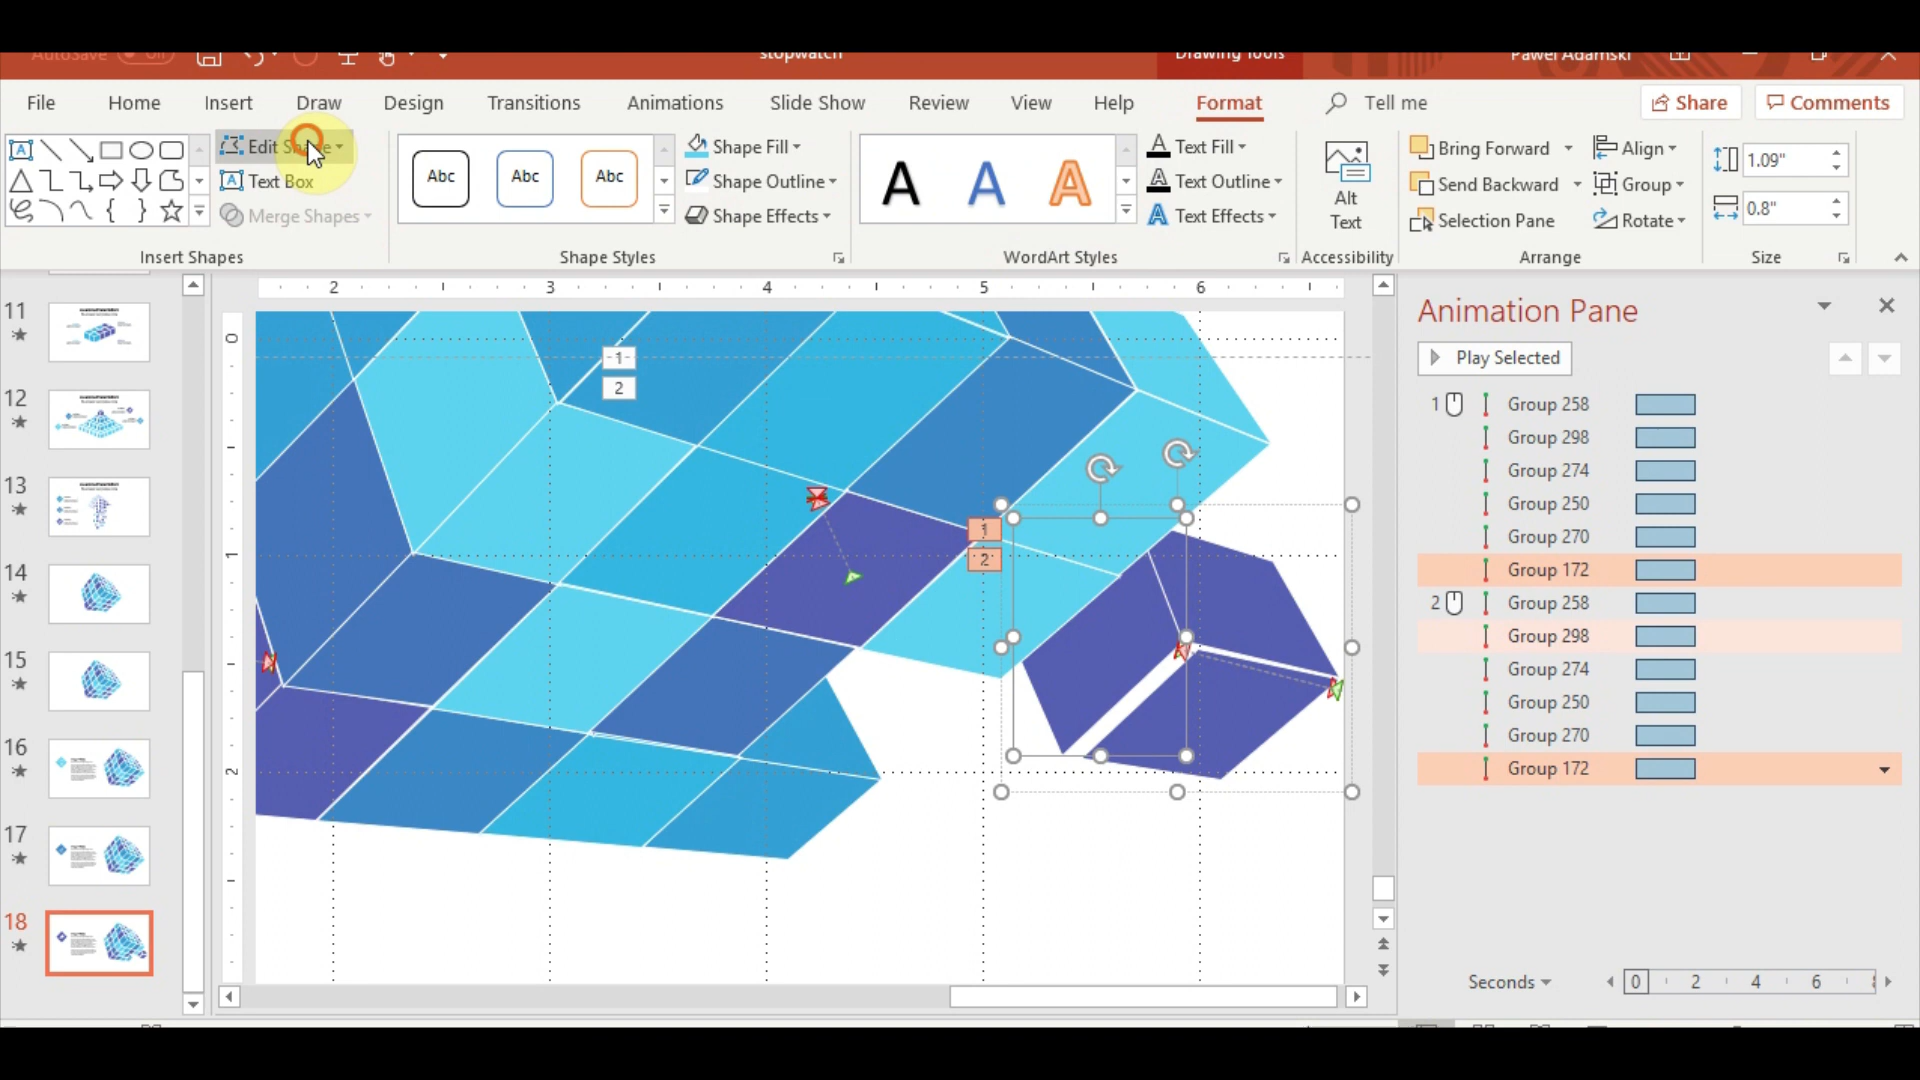 AutoSave Off
stopwatch
Drawing Tools
Pawel Adamski
File Home Insert Draw Design Transitions Animations Slide Show Review View Help Format Tell me Share Comments
Edit Shape
Text Box
Merge Shapes
Insert Shapes
Abc Abc Abc
Shape Fill
Shape Outline
Shape Effects
Shape Styles
A A A
Text Fill
Text Outline
Text Effects
WordArt Styles
Alt
Text
Accessibility
Bring Forward
Send Backward
Selection Pane
Align
Group
Rotate
Arrange
1.09"
0.8"
Size
11
12
13
14
15
16
17
18
2 3 4 5 6
0
1
2
1
2
1
2
Animation Pane
Play Selected
1 Group 258
Group 298
Group 274
Group 250
Group 270
Group 172
2 Group 258
Group 298
Group 274
Group 250
Group 270
Group 172
Seconds 0 2 4 6